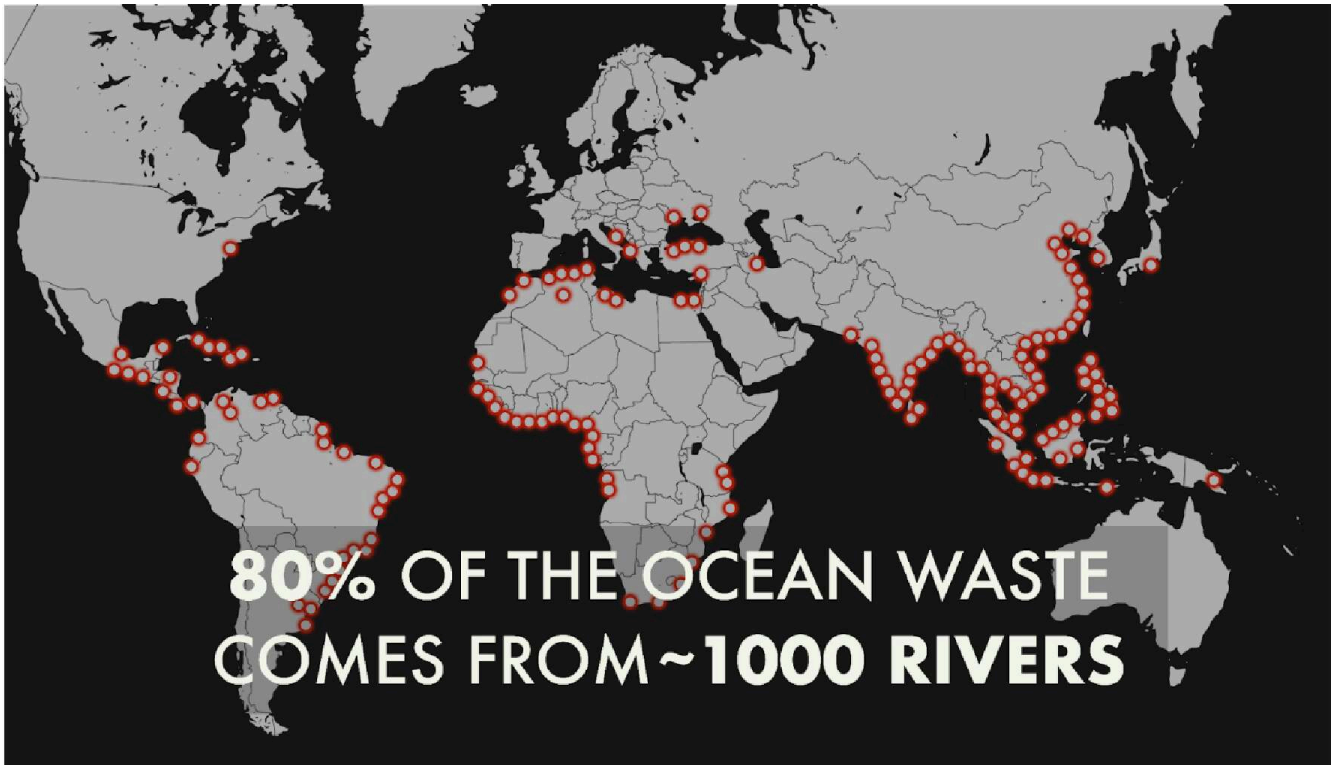 80% OF THE OCEAN WASTE
COMES FROM ~1000 RIVERS